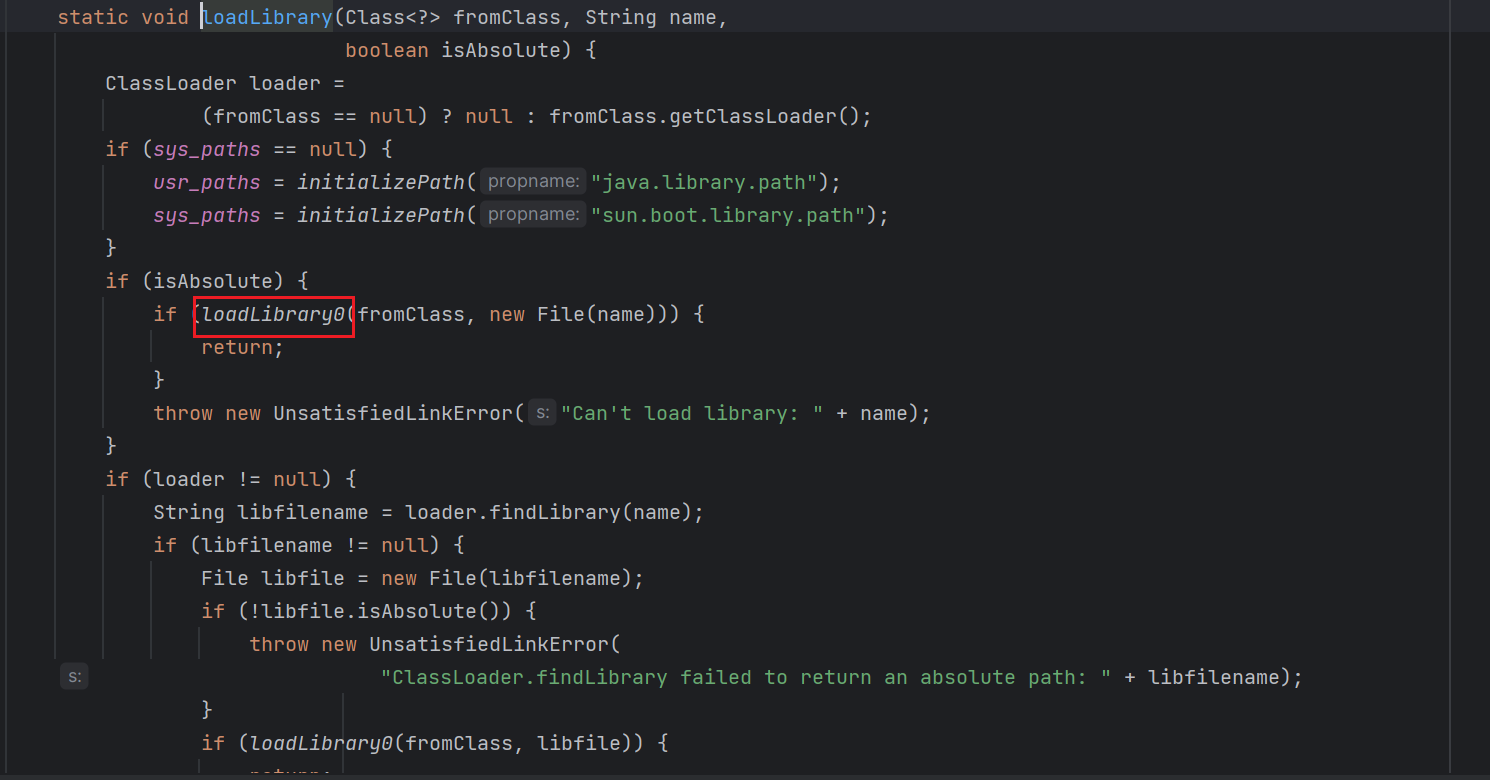 static void loadLibrary(Class<?> fromClass, String name,
boolean isAbsolute) {
ClassLoader loader =
(fromClass == null) ? null : fromClass.getClassLoader();
if (sys_paths == null) {
usr_paths = initializePath( propname: "java.library.path");
sys_paths = initializePath( propname: "sun.boot.library.path");
}
if (isAbsolute) {
if (loadLibrary0(fromClass, new File(name))) {
return;
}
throw new UnsatisfiedLinkError( s: "Can't load library: " + name);
}
if (loader != null) {
String libfilename = loader.findLibrary(name);
if (libfilename != null) {
File libfile = new File(libfilename);
if (!libfile.isAbsolute()) {
throw new UnsatisfiedLinkError(
s: "ClassLoader.findLibrary failed to return an absolute path: " + libfilename);
}
if (loadLibrary0(fromClass, libfile)) {